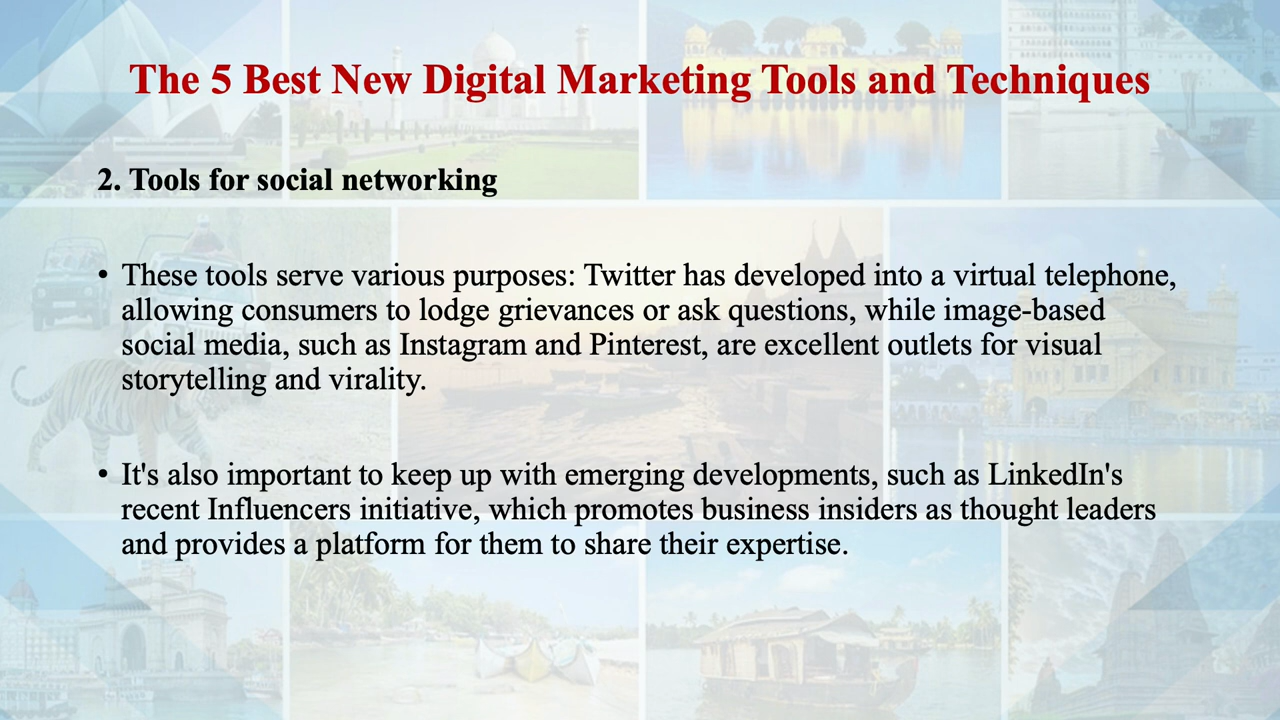 The 5 Best New Digital Marketing Tools and Techniques
2. Tools for social networking
• These tools serve various purposes: Twitter has developed into a virtual telephone,
allowing consumers to lodge grievances or ask questions, while image-based
social media, such as Instagram and Pinterest, are excellent outlets for visual
storytelling and virality.
• It's also important to keep up with emerging developments, such as LinkedIn's
recent Influencers initiative, which promotes business insiders as thought leaders
and provides a platform for them to share their expertise.